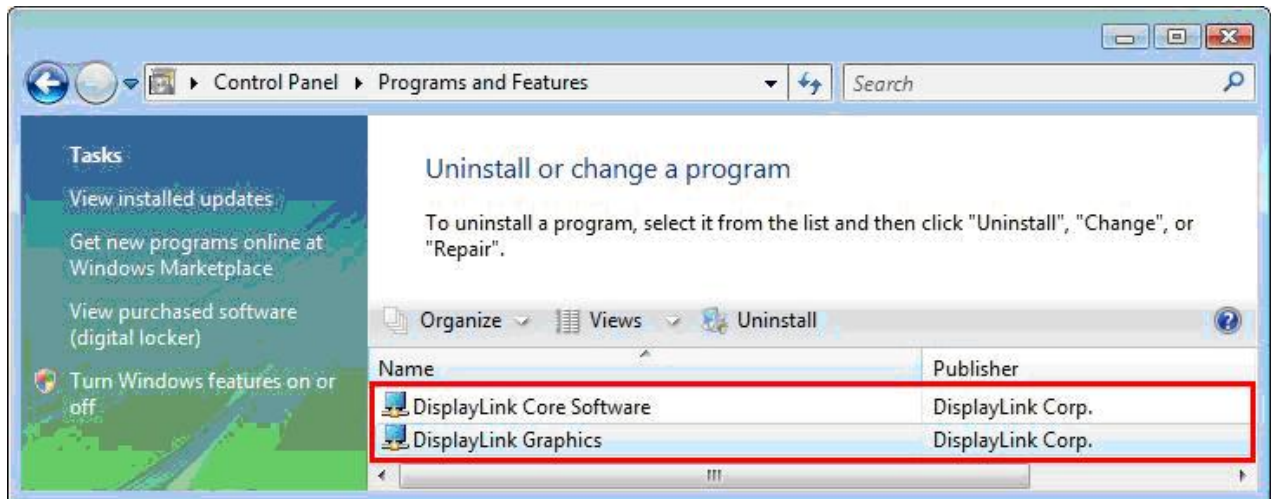 Control Panel Programs and Features
Search
Tasks
View installed updates
Get new programs online at
Windows Marketplace
View purchased software
(digital locker)
Turn Windows features on or
off
Uninstall or change a program
To uninstall a program, select it from the list and then click "Uninstall", "Change", or
"Repair".
Organize Views Uninstall
Name Publisher
DisplayLink Core Software DisplayLink Corp.
DisplayLink Graphics DisplayLink Corp.